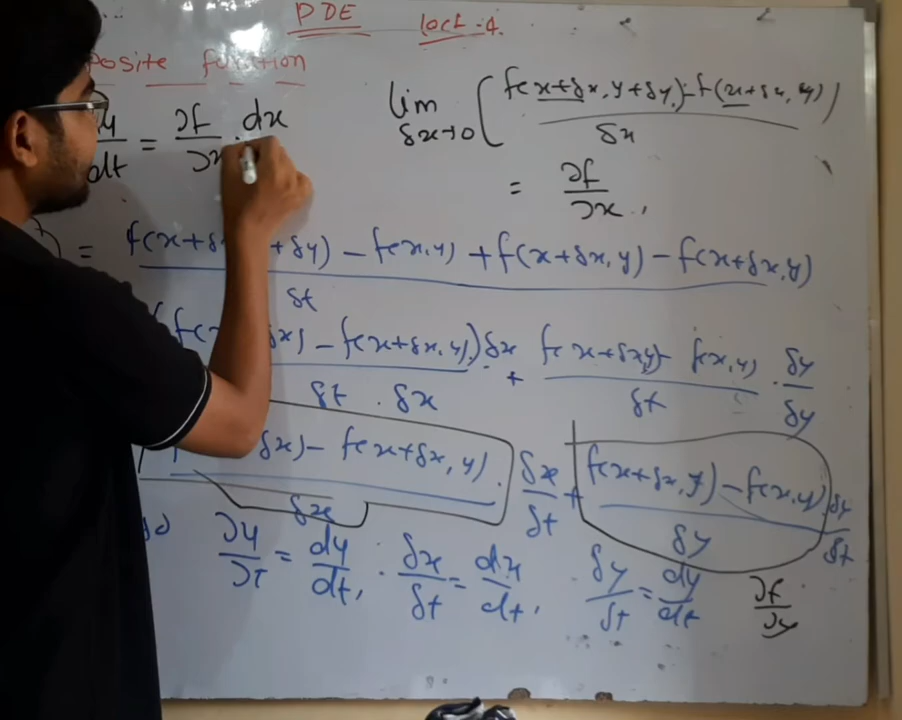 PDE lect-4.
posite function
y/dt = ∂f/∂x · dx
lim δx→0 ( f(x+δx, y+δy) - f(x+δx, y) ) / δx
= ∂f/∂x .
= f(x+δ +δy) - f(x,y) + f(x+δx, y) - f(x+δx, y) / δt
f( δx) - f(x+δx, y) / δt · δx . δx + f(x+δx,y) - f(x,y) / δt · δy/δy
δx) - f(x+δx, y) / δx . δx/δt + f(x+δx, y) - f(x,y) / δy δy/δt
∂y/∂t = dy/dt, · δx/δt = dx/dt, δy/δt = dy/dt ∂f/∂y